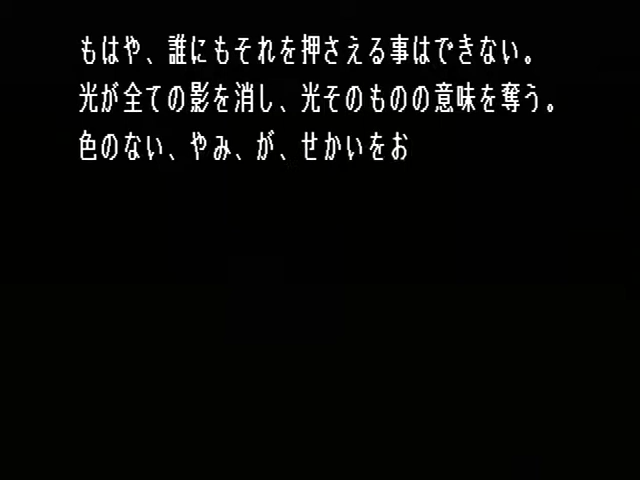 もはや、誰にもそれを押さえる事はできない。
光が全ての影を消し、光そのものの意味を奪う。
色のない、やみ、が、せかいをお